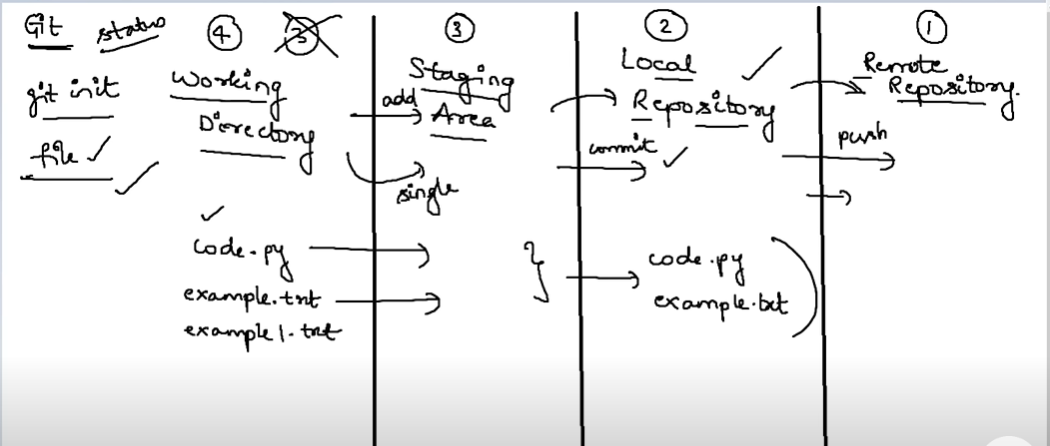 Git status
git init
file
④ 3
Working
Directory
add
single
code.py
example.txt
example1.txt
③
Staging
Area
commit
②
Local
Repository
code.py
example.txt
push
①
Remote
Repository.